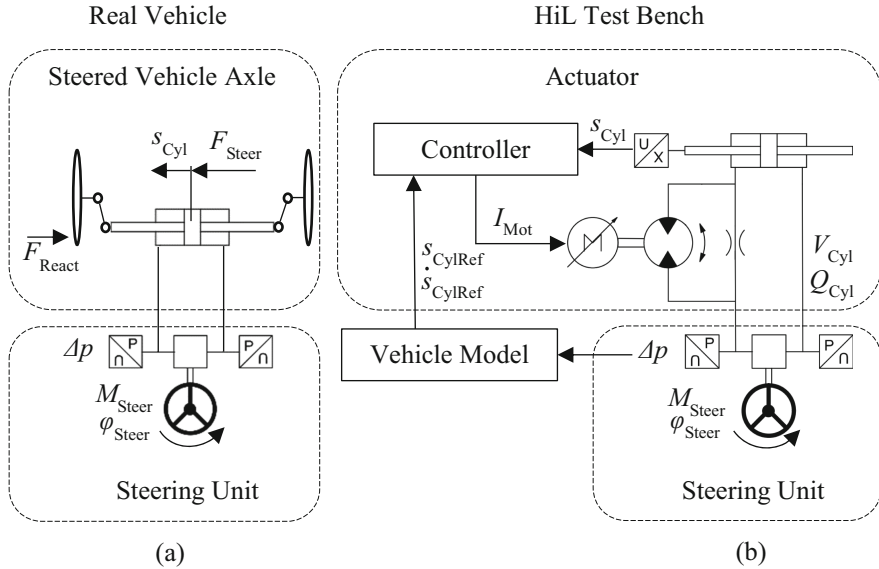 Real Vehicle
Steered Vehicle Axle
s_Cyl
F_Steer
F_React
Δp
P
U
P
U
M_Steer
φ_Steer
Steering Unit
(a)
HiL Test Bench
Actuator
Controller
s_Cyl
U
X
I_Mot
M
s_CylRef
ṡ_CylRef
V_Cyl
Q_Cyl
Vehicle Model
Δp
P
U
P
U
M_Steer
φ_Steer
Steering Unit
(b)